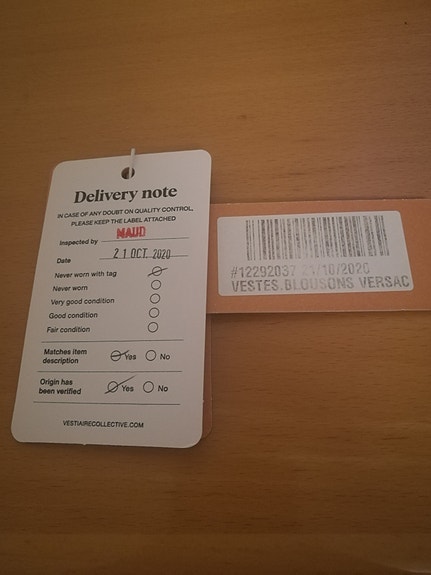 Delivery note
IN CASE OF ANY DOUBT ON QUALITY CONTROL,
PLEASE KEEP THE LABEL ATTACHED
Inspected by MAUD
Date 21 OCT. 2020
Never worn with tag
Never worn
Very good condition
Good condition
Fair condition
Matches item
description Yes No
Origin has
been verified Yes No
VESTIAIRECOLLECTIVE.COM
#12292037 21/10/2020
VESTES.BLOUSONS VERSAC